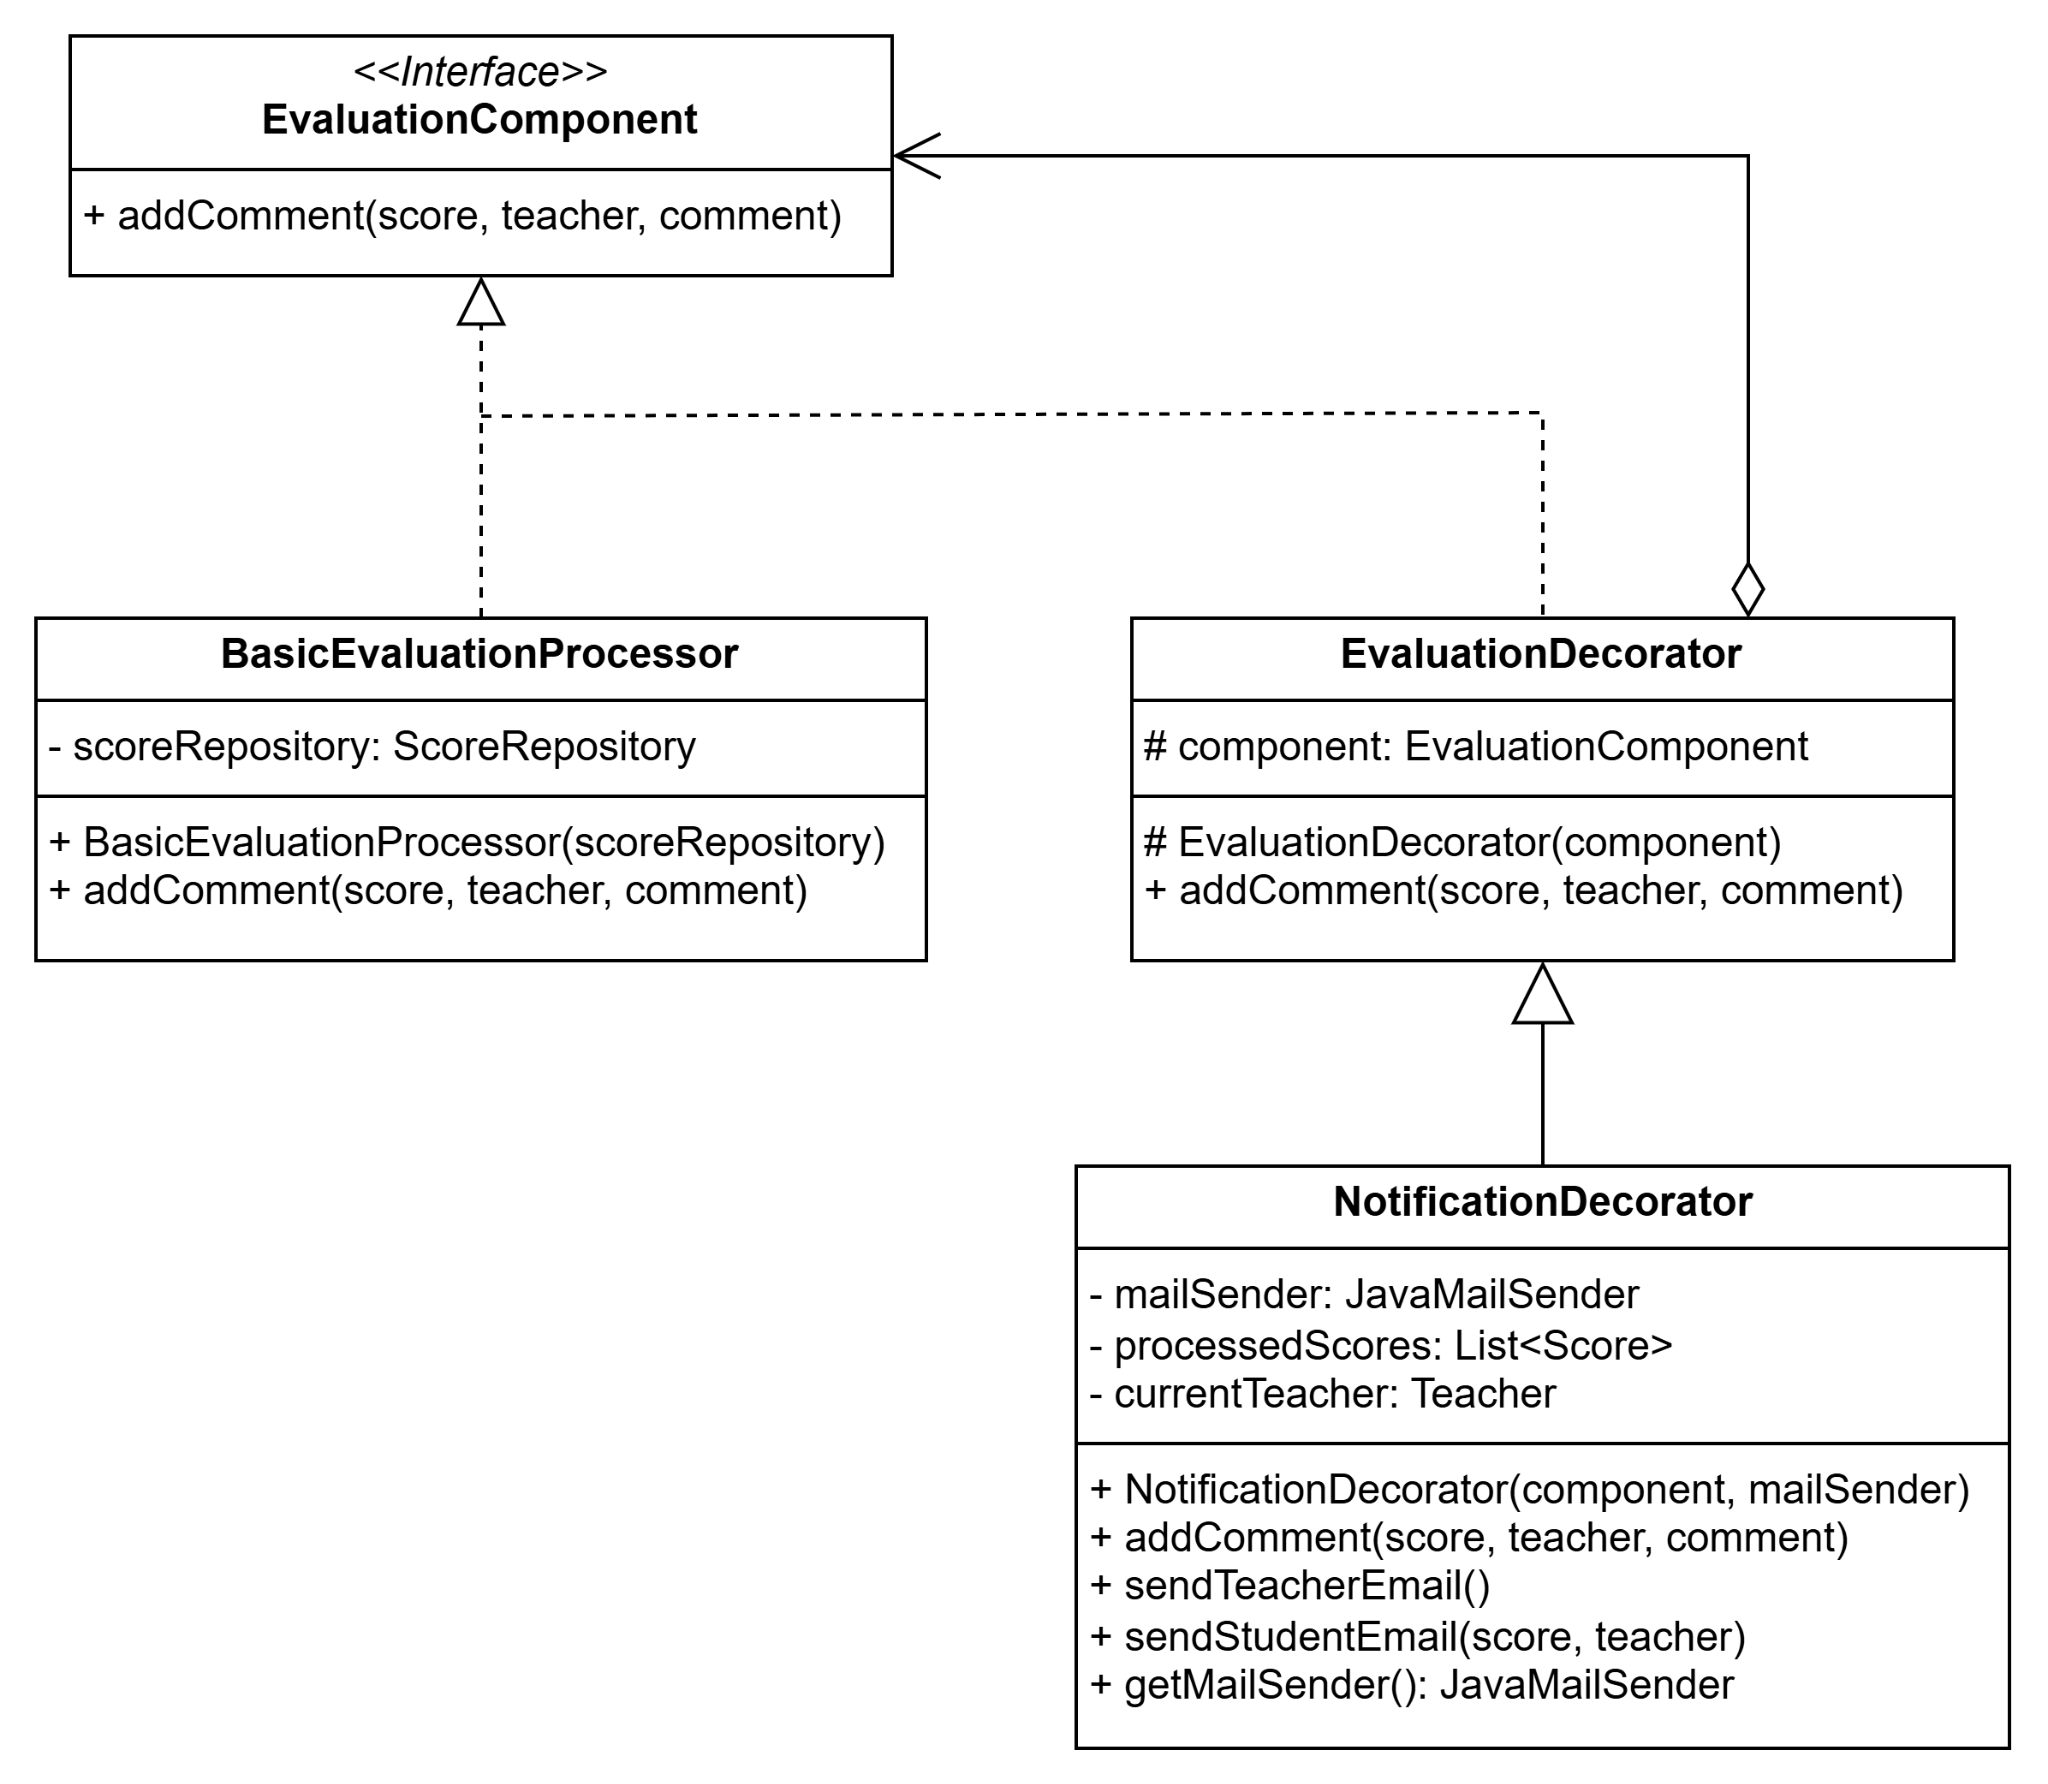 <<Interface>>
EvaluationComponent
+ addComment(score, teacher, comment)
BasicEvaluationProcessor
- scoreRepository: ScoreRepository
+ BasicEvaluationProcessor(scoreRepository)
+ addComment(score, teacher, comment)
EvaluationDecorator
# component: EvaluationComponent
# EvaluationDecorator(component)
+ addComment(score, teacher, comment)
NotificationDecorator
- mailSender: JavaMailSender
- processedScores: List<Score>
- currentTeacher: Teacher
+ NotificationDecorator(component, mailSender)
+ addComment(score, teacher, comment)
+ sendTeacherEmail()
+ sendStudentEmail(score, teacher)
+ getMailSender(): JavaMailSender